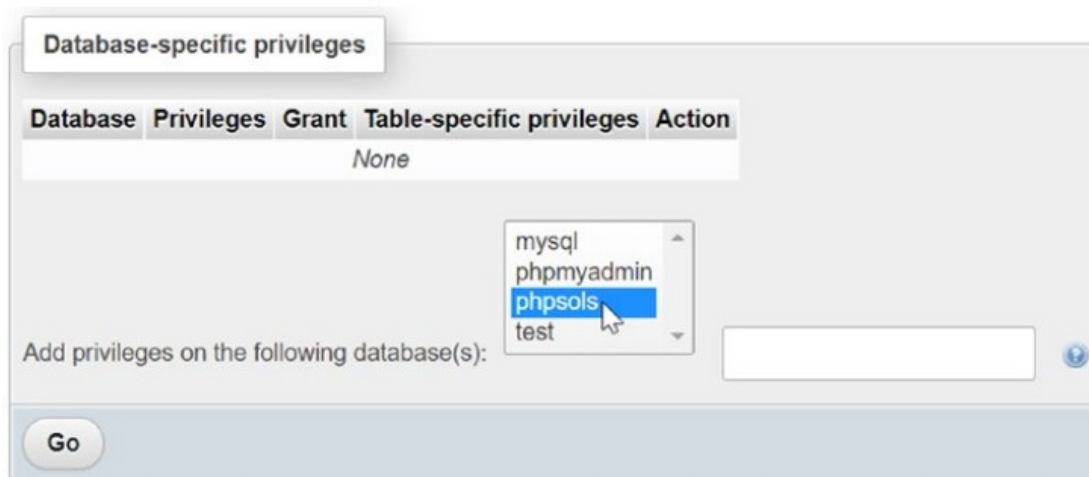 Database-specific privileges
Database Privileges Grant Table-specific privileges Action
None
mysql
phpmyadmin
phpsols
test
Add privileges on the following database(s):
Go